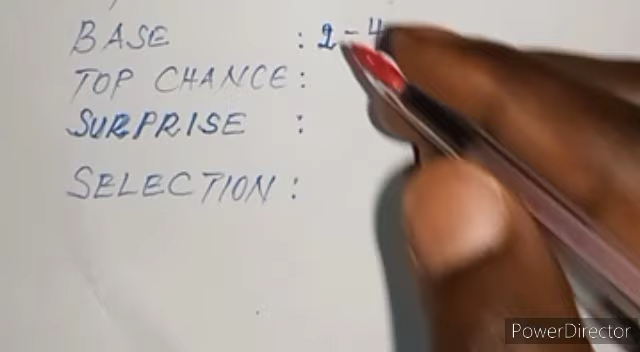 BASE : 2-4
TOP CHANCE :
SURPRISE :
SELECTION :
PowerDirector